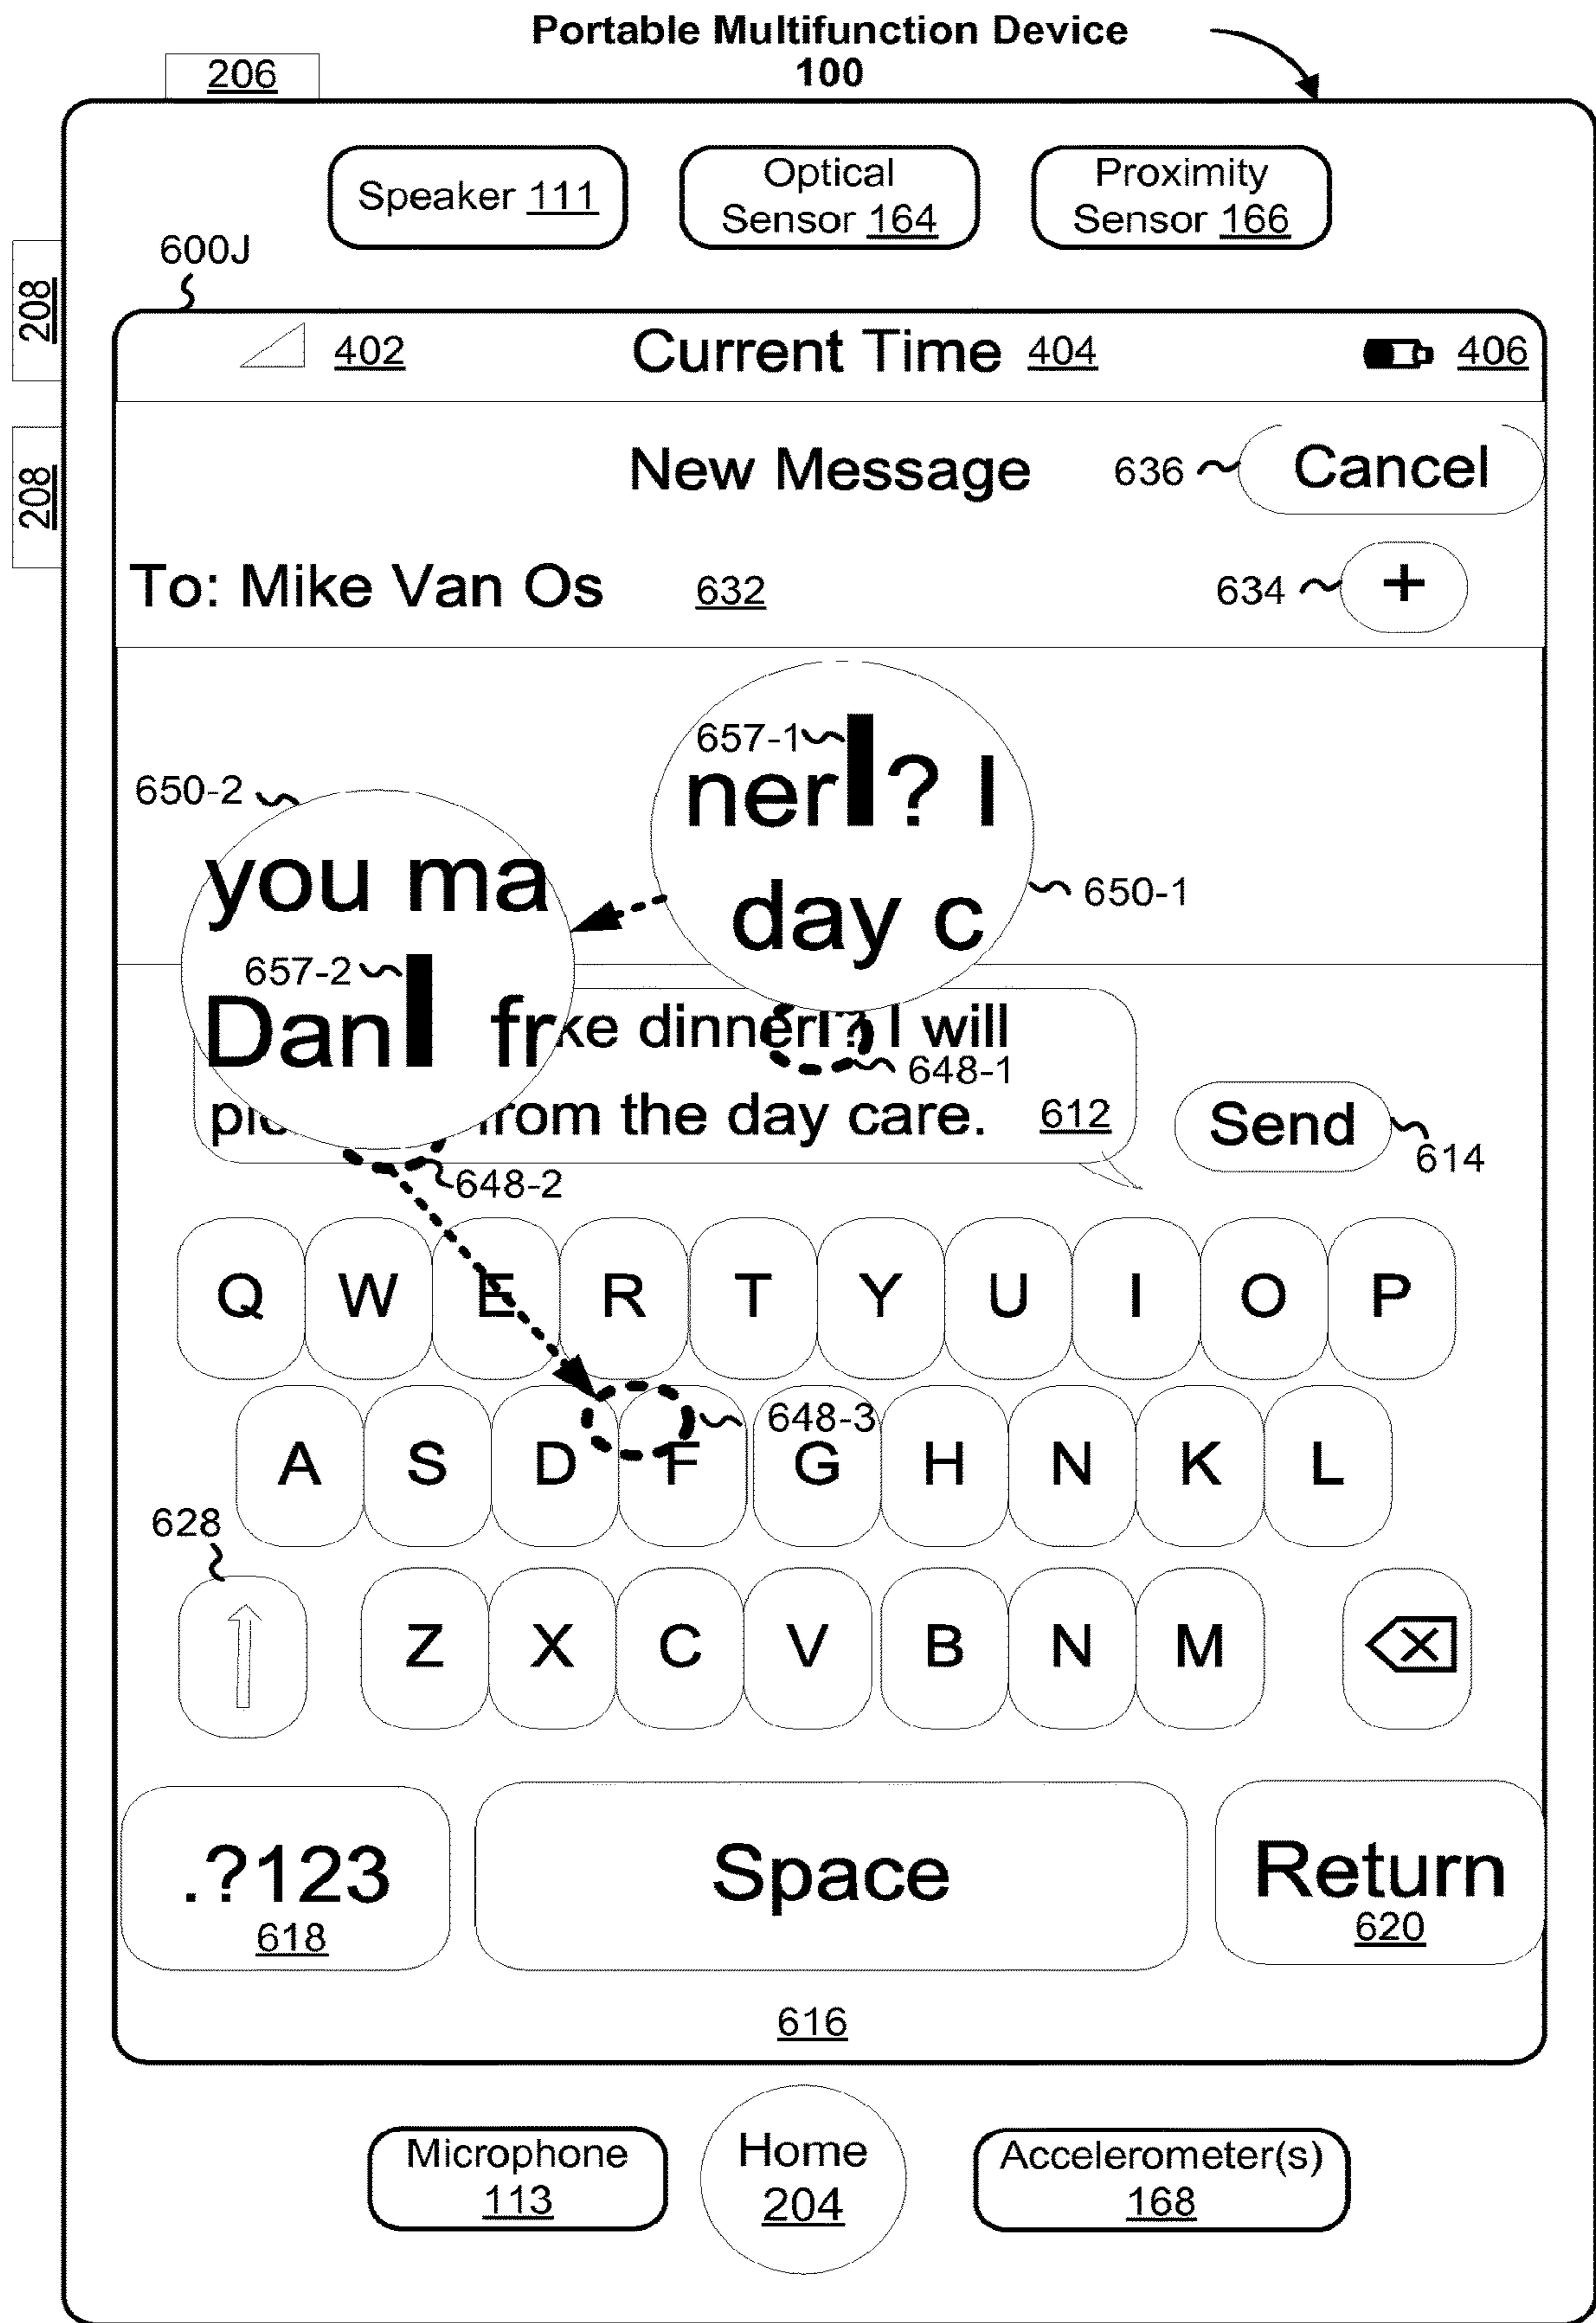 Portable Multifunction Device
100
206
Speaker 111
Optical
Sensor 164
Proximity
Sensor 166
600J
208
208
402
Current Time 404
406
New Message
636
Cancel
To: Mike Van Os
632
634
+
657-1
ner? I
day c
650-1
650-2
you ma
657-2
Dan fr
ke dinner? I will
648-1
from the day care.
612
Send
614
648-2
Q W E R T Y U I O P
648-3
A S D F G H N K L
628
Z X C V B N M
.?123
618
Space
Return
620
616
Microphone
113
Home
204
Accelerometer(s)
168